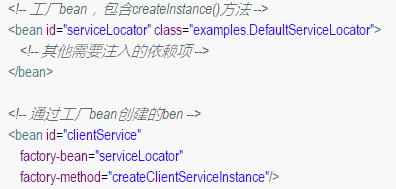 <!-- 工厂bean，包含createInstance()方法 -->
<bean id="serviceLocator" class="examples.DefaultServiceLocator">
<!-- 其他需要注入的依赖项 -->
</bean>
<!-- 通过工厂bean创建的ben -->
<bean id="clientService"
factory-bean="serviceLocator"
factory-method="createClientServiceInstance"/>